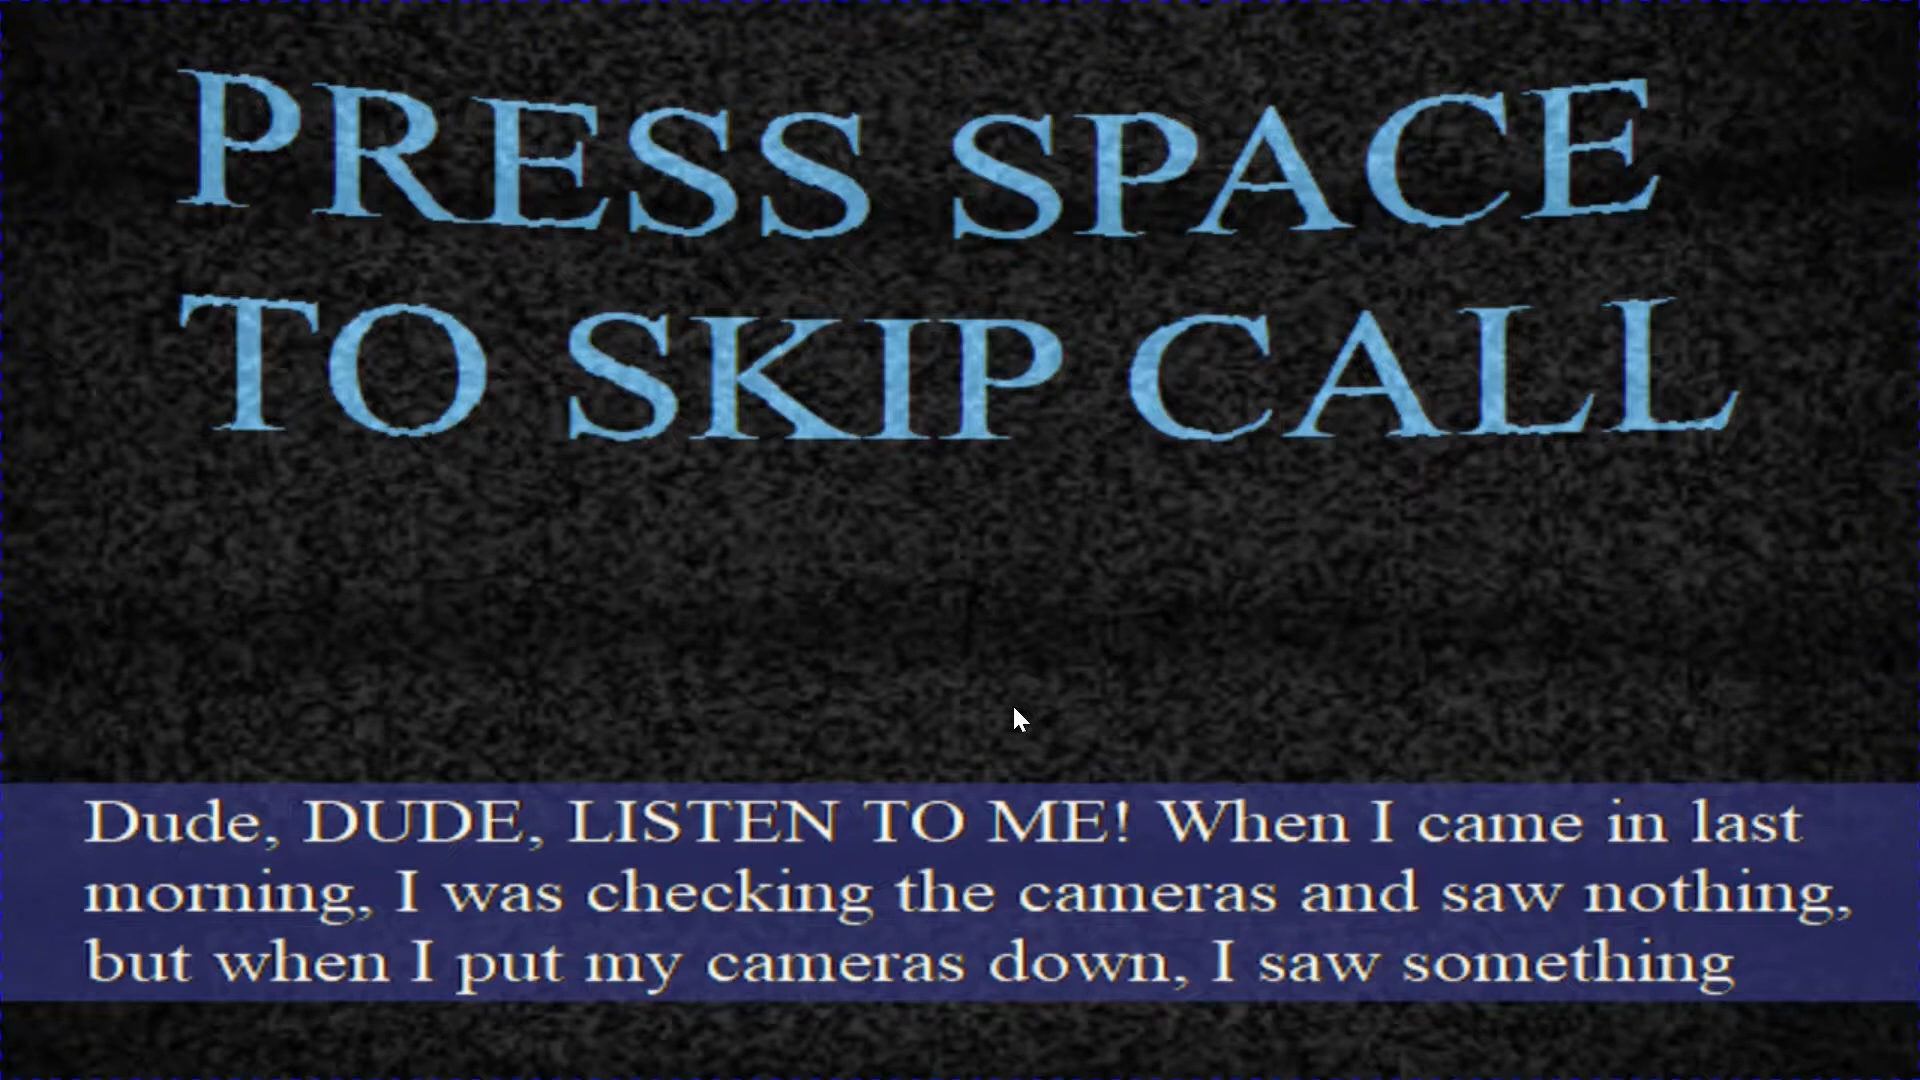 PRESS SPACE
TO SKIP CALL
Dude, DUDE, LISTEN TO ME! When I came in last
morning, I was checking the cameras and saw nothing,
but when I put my cameras down, I saw something